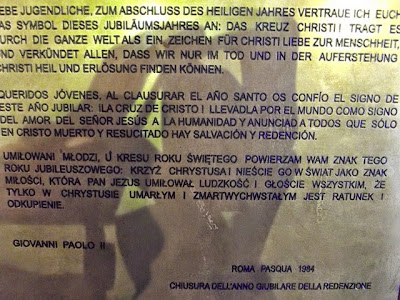 EBE JUGENDLICHE, ZUM ABSCHLUSS DES HEILIGEN JAHRES VERTRAUE ICH EUCH
AS SYMBOL DIESES JUBILÄUMSJAHRES AN: DAS KREUZ CHRISTI ! TRAGT ES
URCH DIE GANZE WELT ALS EIN ZEICHEN FÜR CHRISTI LIEBE ZUR MENSCHHEIT,
ND VERKÜNDET ALLEN, DASS WIR NUR IM TOD UND IN DER AUFERSTEHUNG
CHRISTI HEIL UND ERLÖSUNG FINDEN KÖNNEN.
QUERIDOS JÓVENES, AL CLAUSURAR EL AÑO SANTO OS CONFÍO EL SIGNO DE
ESTE AÑO JUBILAR: ¡LA CRUZ DE CRISTO ! LLEVADLA POR EL MUNDO COMO SIGNO
DEL AMOR DEL SEÑOR JESÚS A LA HUMANIDAD Y ANUNCIAD A TODOS QUE SÓLO
EN CRISTO MUERTO Y RESUCITADO HAY SALVACIÓN Y REDENCIÓN.
UMIŁOWANI MŁODZI, U KRESU ROKU ŚWIĘTEGO POWIERZAM WAM ZNAK TEGO
ROKU JUBILEUSZOWEGO: KRZYŻ CHRYSTUSA ! NIEŚCIE GO W ŚWIAT JAKO ZNAK
MIŁOŚCI, KTÓRĄ PAN JEZUS UMIŁOWAŁ LUDZKOŚĆ I GŁOŚCIE WSZYSTKIM, ŻE
TYLKO W CHRYSTUSIE UMARŁYM I ZMARTWYCHWSTAŁYM JEST RATUNEK I
ODKUPIENIE.
GIOVANNI PAOLO II
ROMA PASQUA 1984
CHIUSURA DELL'ANNO GIUBILARE DELLA REDENZIONE